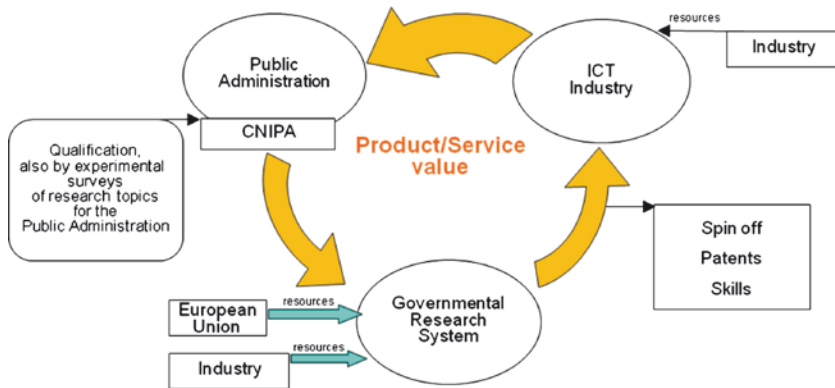 resources
Industry
Public
Administration
ICT
Industry
CNIPA
Product/Service
value
Qualification,
also by experimental
surveys
of research topics
for the
Public Administration
Spin off
Patents
Skills
European
Union
resources
Governmental
Research
System
resources
Industry